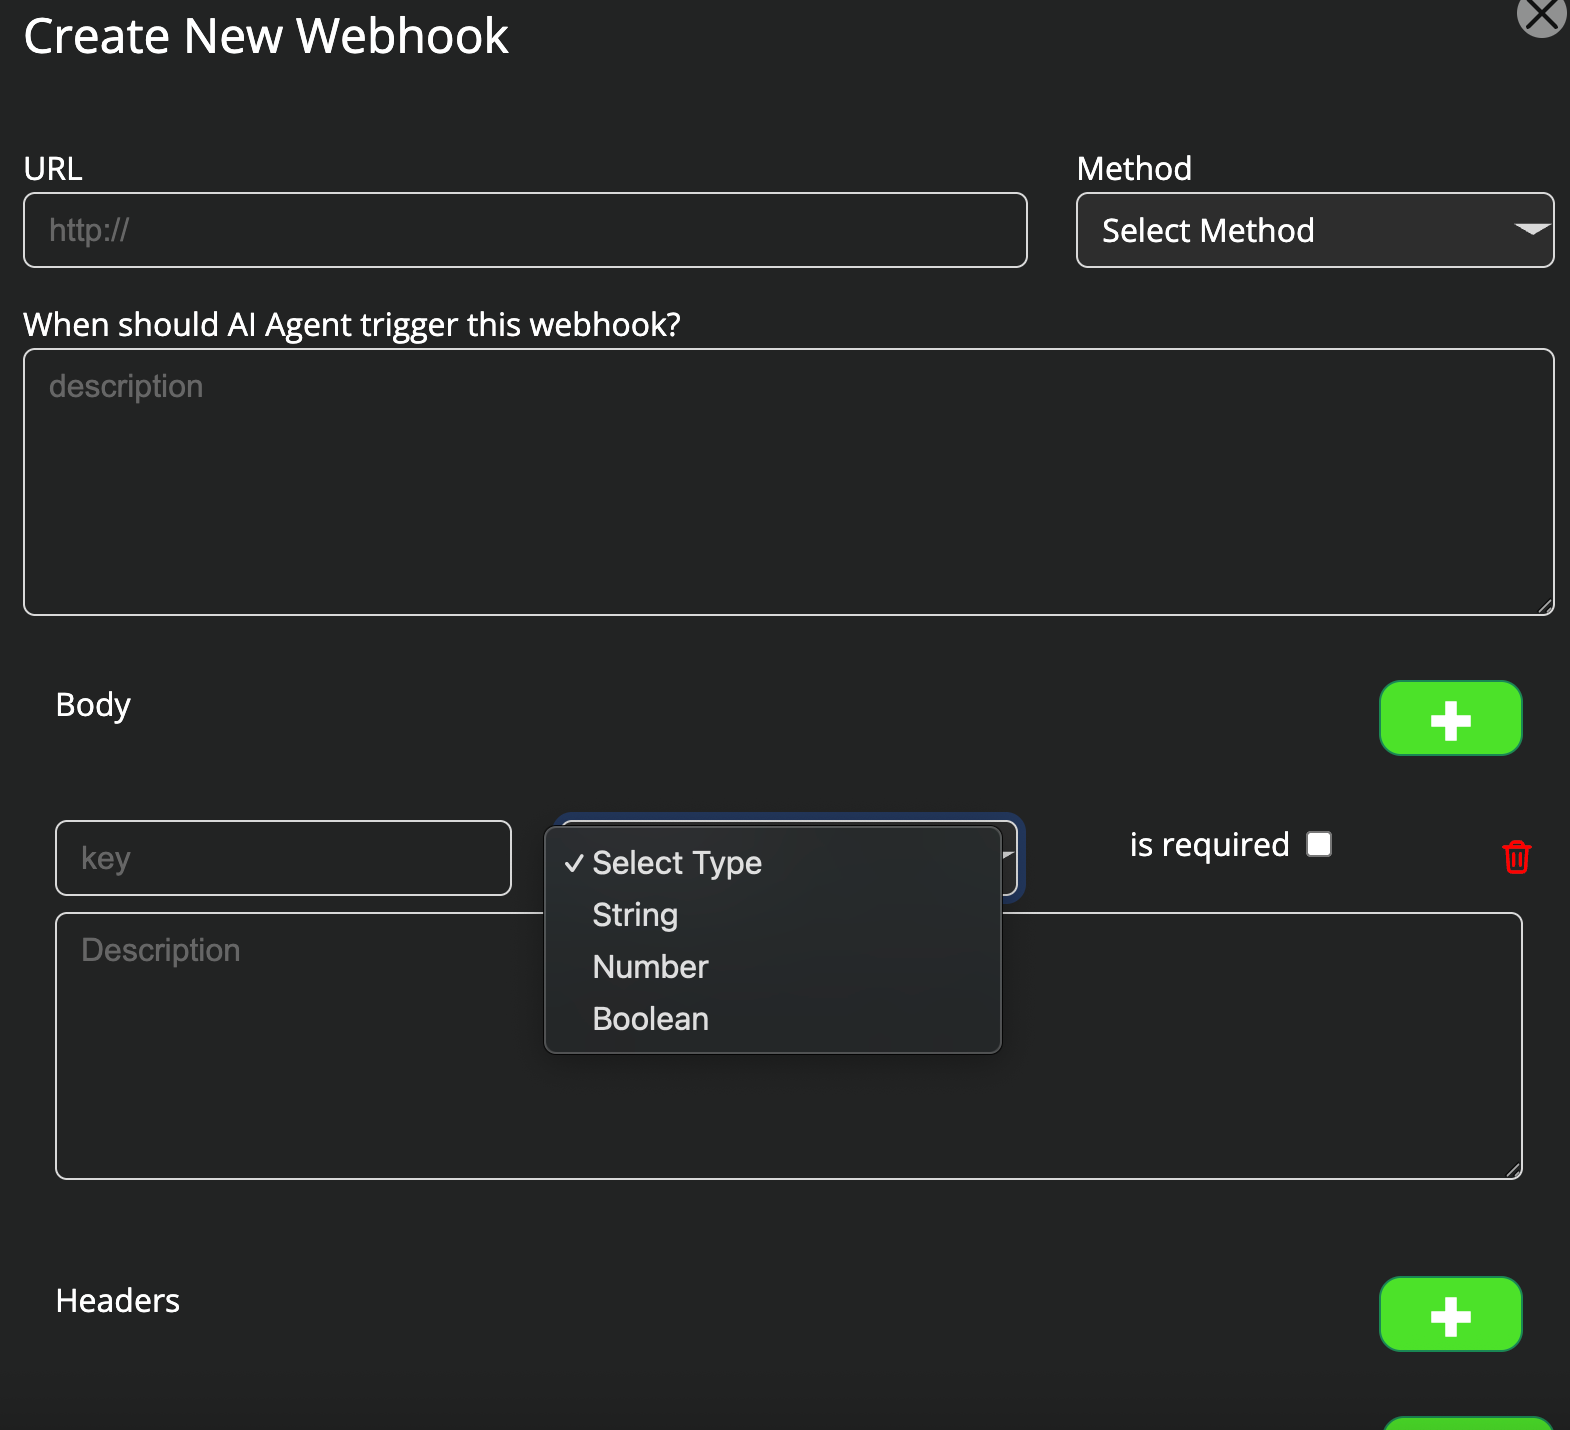 Create New Webhook
URL
Method
http://
Select Method
When should AI Agent trigger this webhook?
description
Body
key
✓ Select Type
String
Number
Boolean
is required
Description
Headers